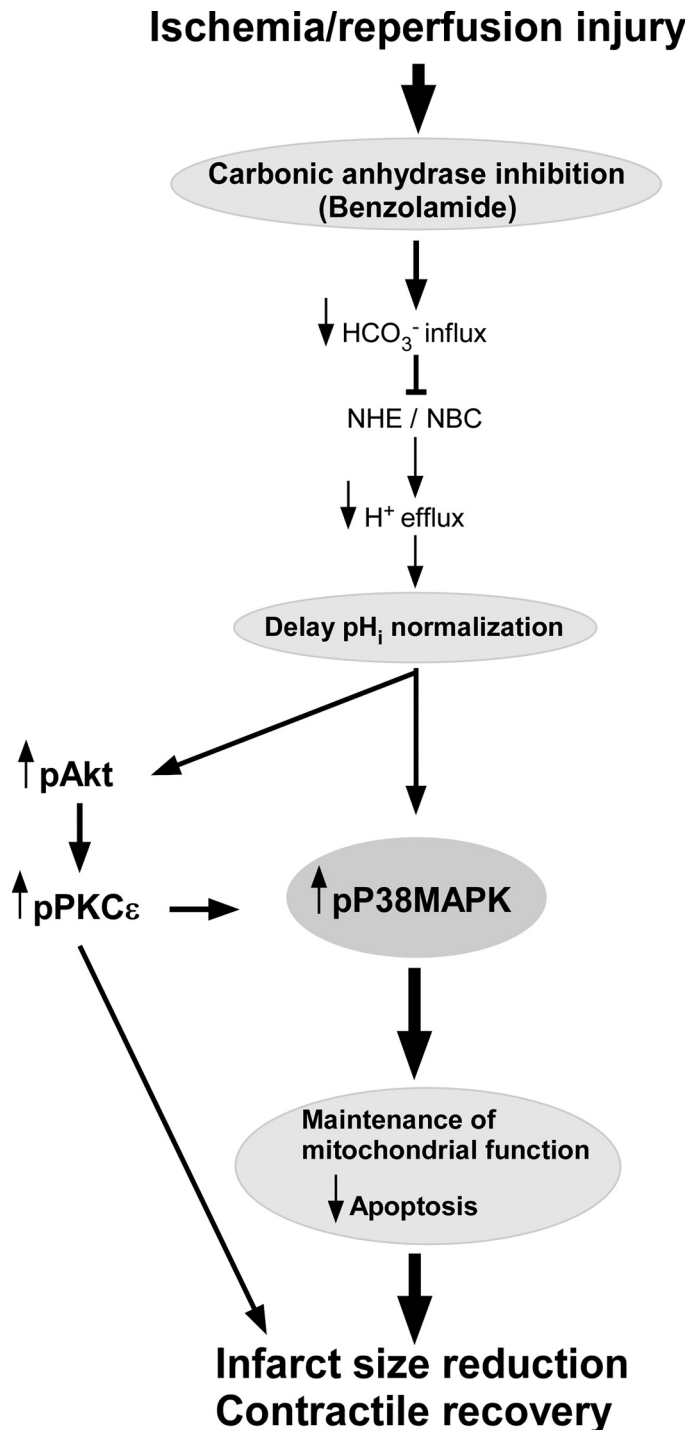 Ischemia/reperfusion injury
Carbonic anhydrase inhibition
(Benzolamide)
↓ HCO₃⁻ influx
NHE / NBC
↓ H⁺ efflux
Delay pHᵢ normalization
↑ pAkt
↑ pPKCε
↑ pP38MAPK
Maintenance of
mitochondrial function
↓ Apoptosis
Infarct size reduction
Contractile recovery